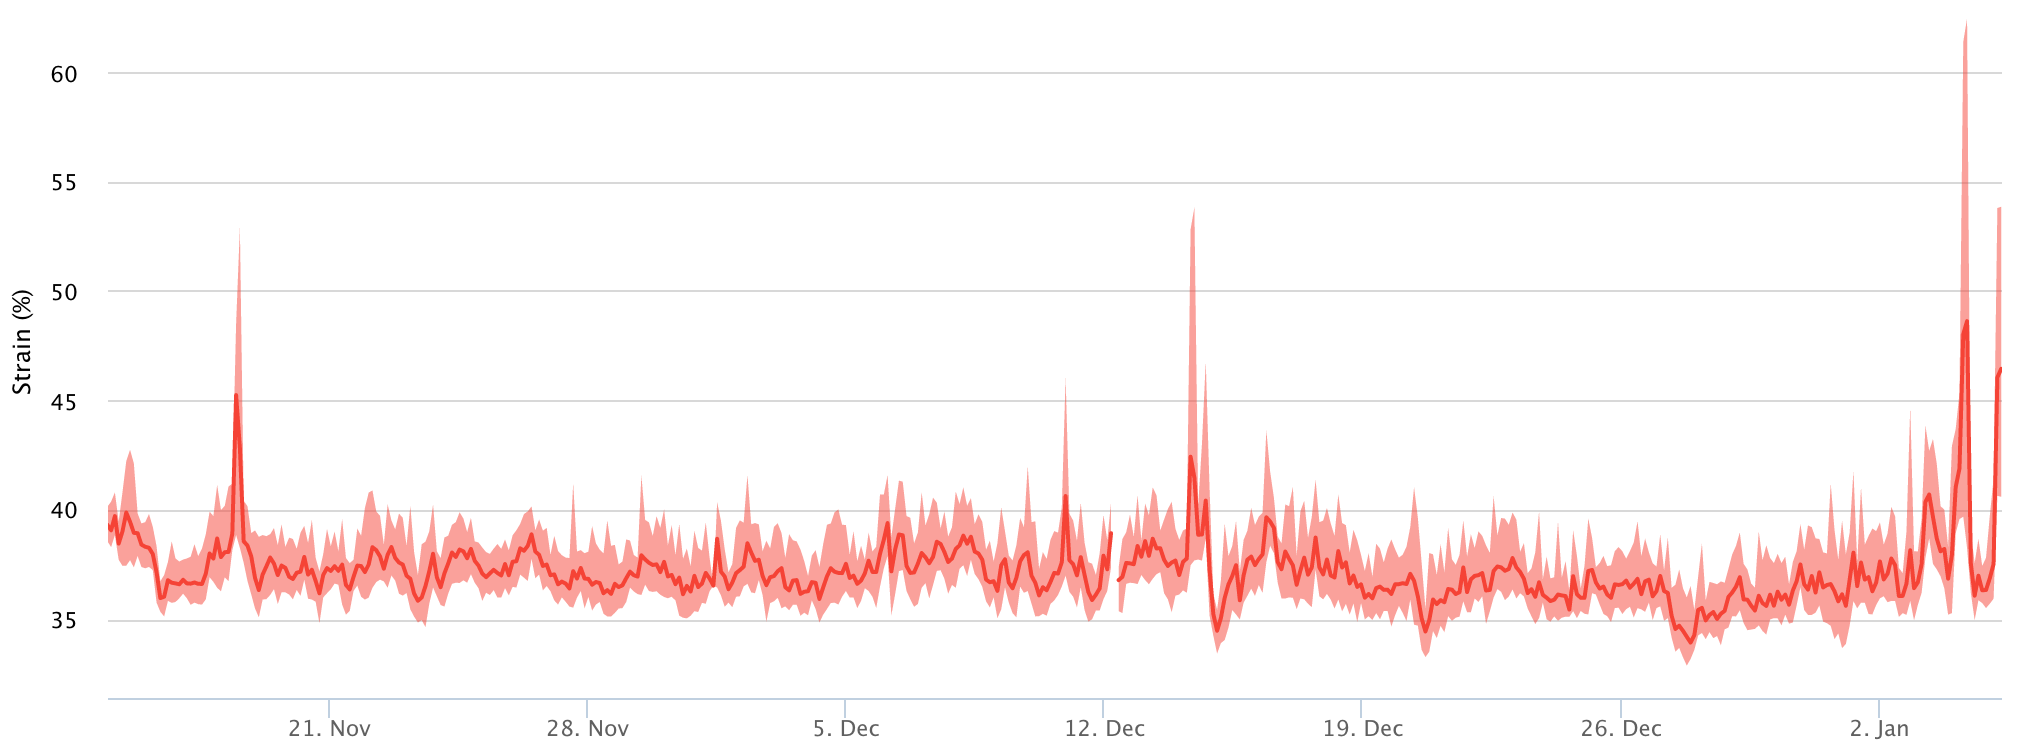 Strain (%)
60
55
50
45
40
35
21. Nov
28. Nov
5. Dec
12. Dec
19. Dec
26. Dec
2. Jan